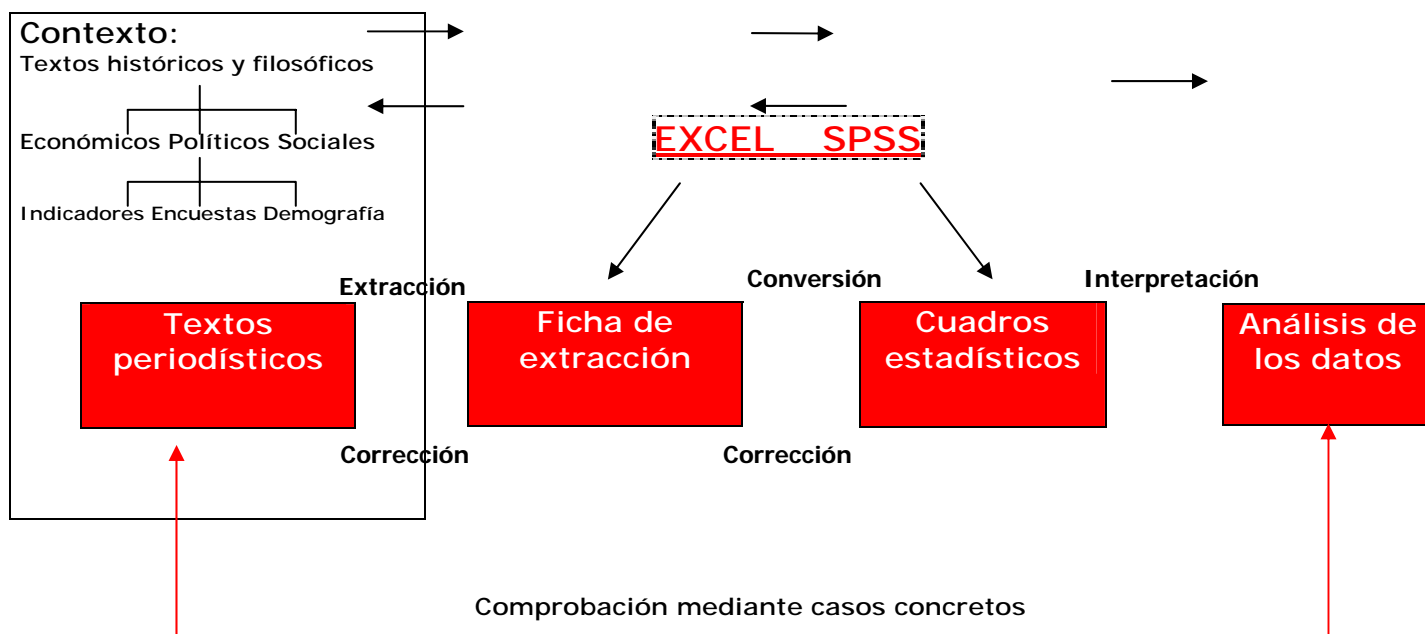 Contexto:
Textos históricos y filosóficos
Económicos Políticos Sociales
Indicadores Encuestas Demografía
EXCEL SPSS
Extracción
Conversión
Interpretación
Textos
periodísticos
Ficha de
extracción
Cuadros
estadísticos
Análisis de
los datos
Corrección
Corrección
Comprobación mediante casos concretos